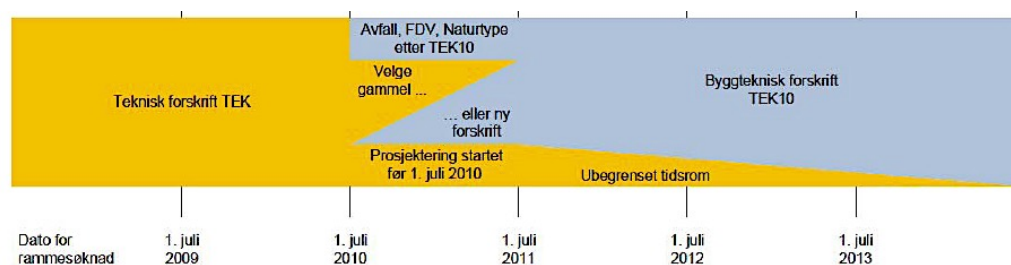 Avfall, FDV, Naturtype
etter TEK10
Velge
gammel ...
Teknisk forskrift TEK
Byggteknisk forskrift
TEK10
... eller ny
forskrift
Prosjektering startet
før 1. juli 2010
Ubegrenset tidsrom
Dato for
rammesøknad
1. juli
2009
1. juli
2010
1. juli
2011
1. juli
2012
1. juli
2013